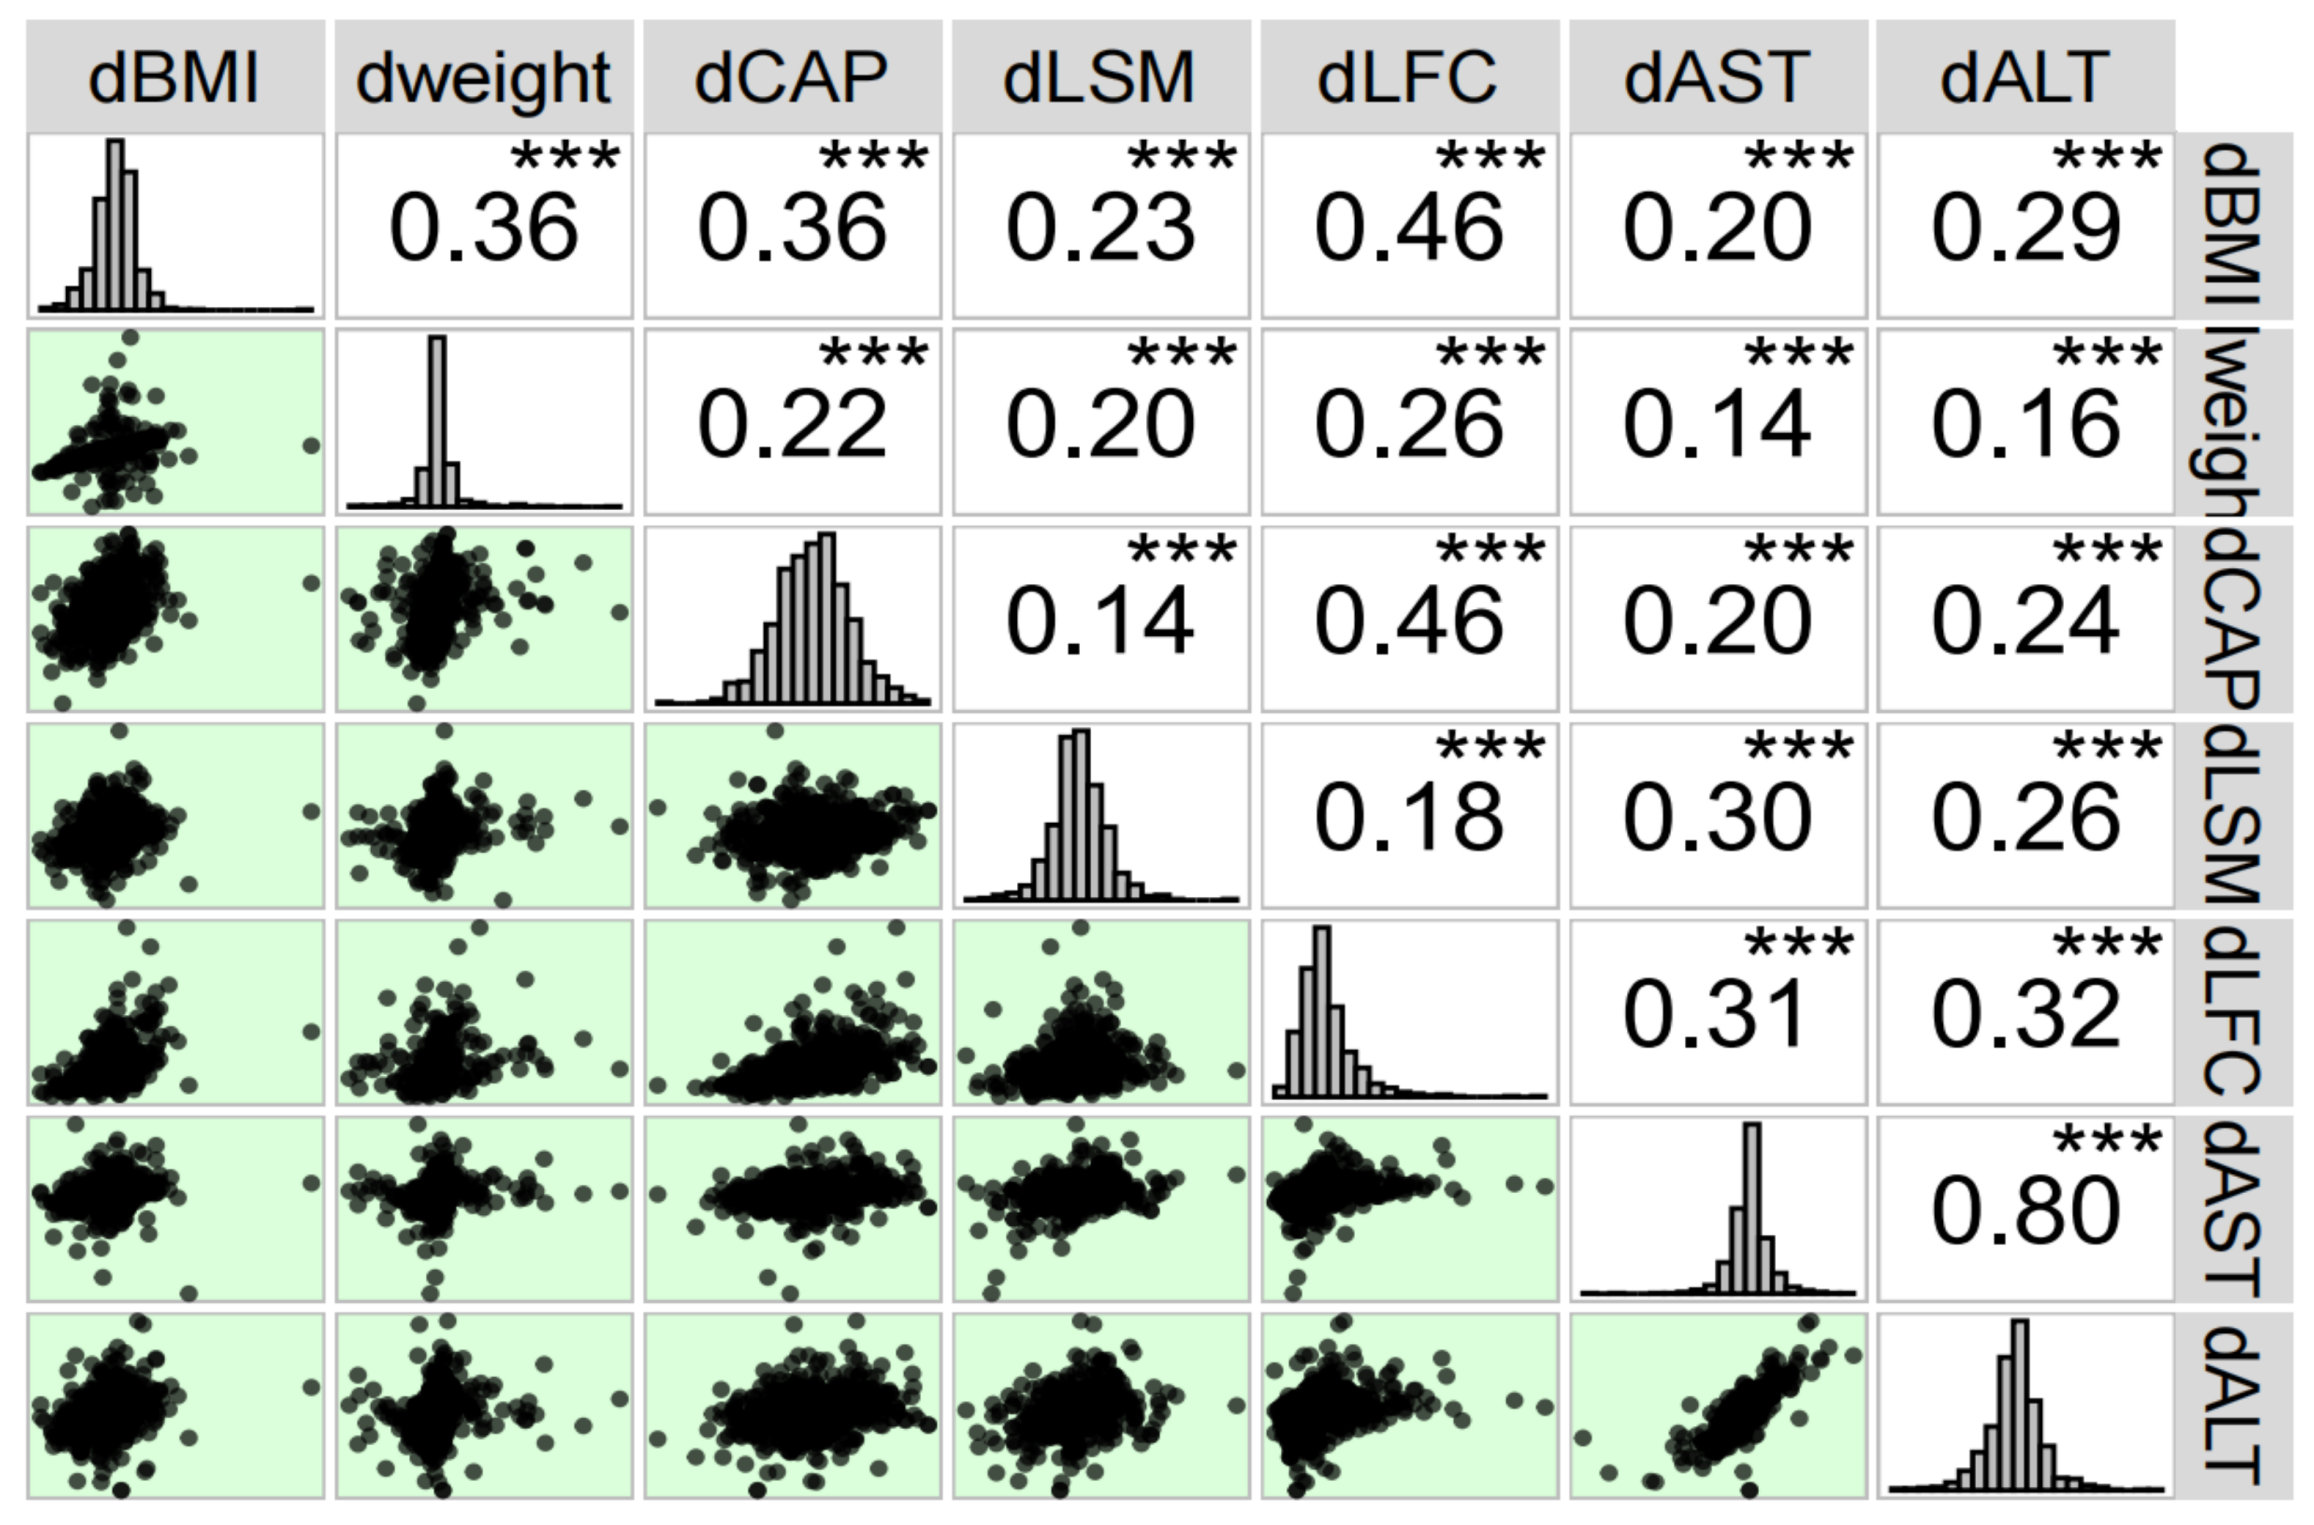 dBMI dweight dCAP dLSM dLFC dAST dALT
*** *** *** *** *** ***
0.36 0.36 0.23 0.46 0.20 0.29 dBMI
*** *** *** *** ***
0.22 0.20 0.26 0.14 0.16 lweigh
*** *** *** ***
0.14 0.46 0.20 0.24 dCAP
*** *** ***
0.18 0.30 0.26 dLSM
*** ***
0.31 0.32 dLFC
***
0.80 dAST
dALT